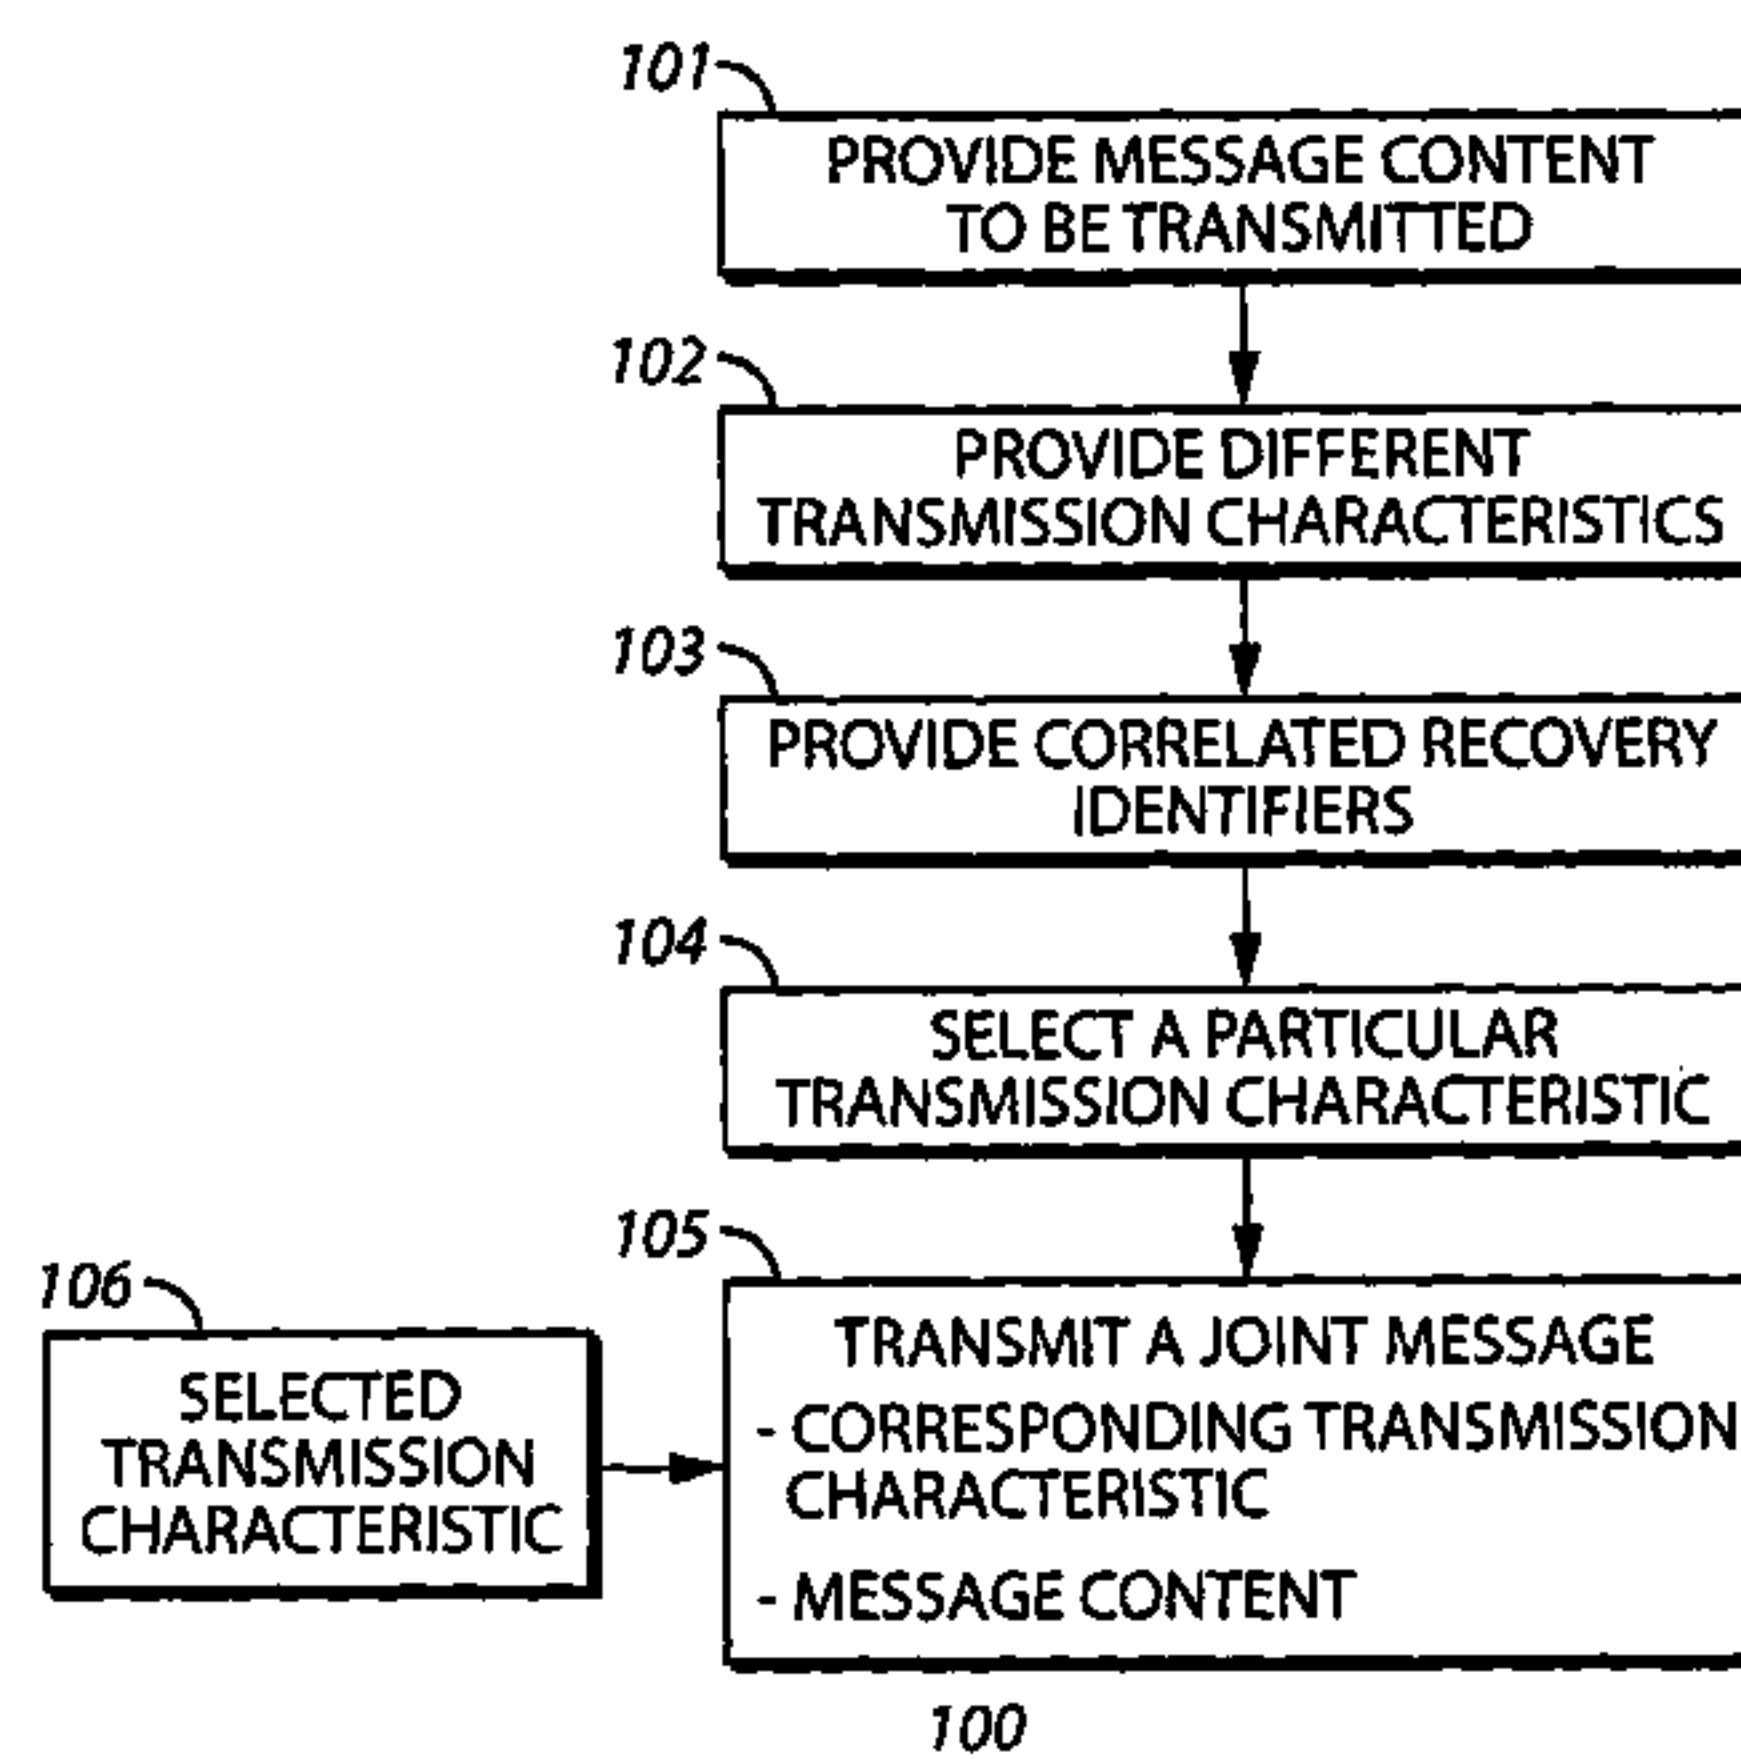 101
PROVIDE MESSAGE CONTENT
TO BE TRANSMITTED
102
PROVIDE DIFFERENT
TRANSMISSION CHARACTERISTICS
103
PROVIDE CORRELATED RECOVERY
IDENTIFIERS
104
SELECT A PARTICULAR
TRANSMISSION CHARACTERISTIC
105
TRANSMIT A JOINT MESSAGE
- CORRESPONDING TRANSMISSION
CHARACTERISTIC
- MESSAGE CONTENT
106
SELECTED
TRANSMISSION
CHARACTERISTIC
100